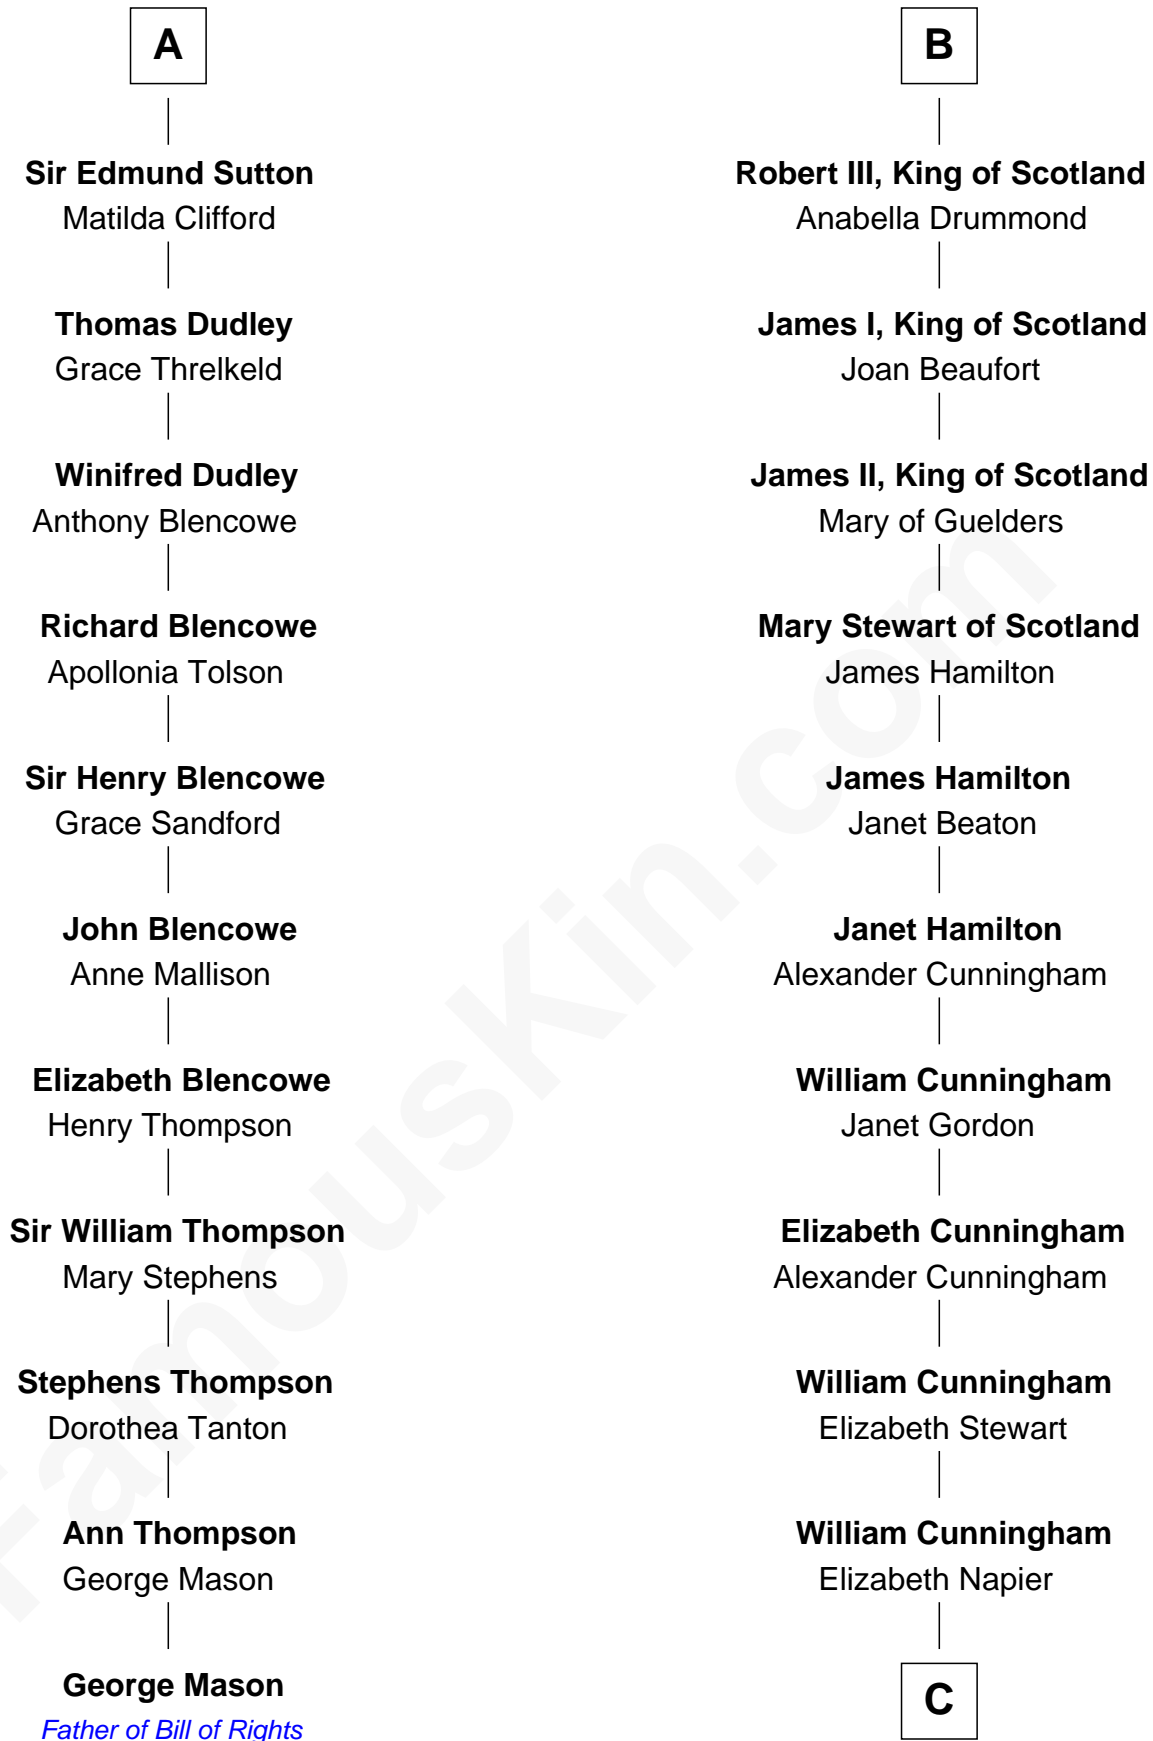 A
Sir Edmund Sutton
Matilda Clifford
Thomas Dudley
Grace Threlkeld
Winifred Dudley
Anthony Blencowe
Richard Blencowe
Apollonia Tolson
Sir Henry Blencowe
Grace Sandford
John Blencowe
Anne Mallison
Elizabeth Blencowe
Henry Thompson
Sir William Thompson
Mary Stephens
Stephens Thompson
Dorothea Tanton
Ann Thompson
George Mason
George Mason
Father of Bill of Rights
B
Robert III, King of Scotland
Anabella Drummond
James I, King of Scotland
Joan Beaufort
James II, King of Scotland
Mary of Guelders
Mary Stewart of Scotland
James Hamilton
James Hamilton
Janet Beaton
Janet Hamilton
Alexander Cunningham
William Cunningham
Janet Gordon
Elizabeth Cunningham
Alexander Cunningham
William Cunningham
Elizabeth Stewart
William Cunningham
Elizabeth Napier
C
FamousKin.com